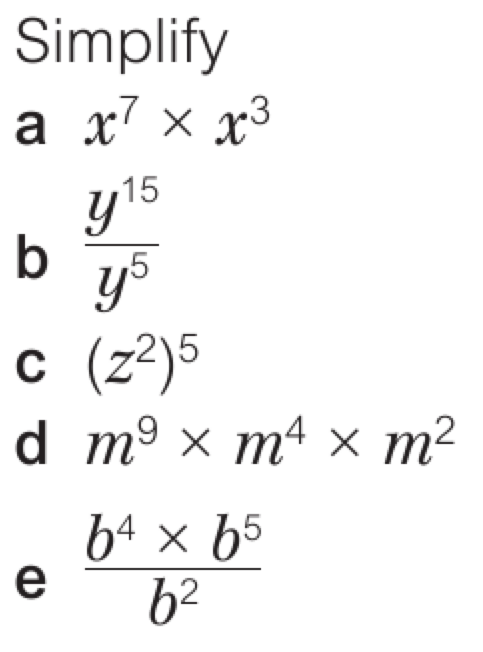 Simplify
a x⁷ × x³
b y¹⁵/y⁵
c (z²)⁵
d m⁹ × m⁴ × m²
e (b⁴ × b⁵)/b²